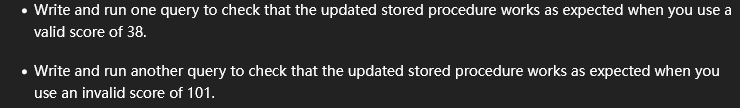 • Write and run one query to check that the updated stored procedure works as expected when you use a
valid score of 38.
• Write and run another query to check that the updated stored procedure works as expected when you
use an invalid score of 101.